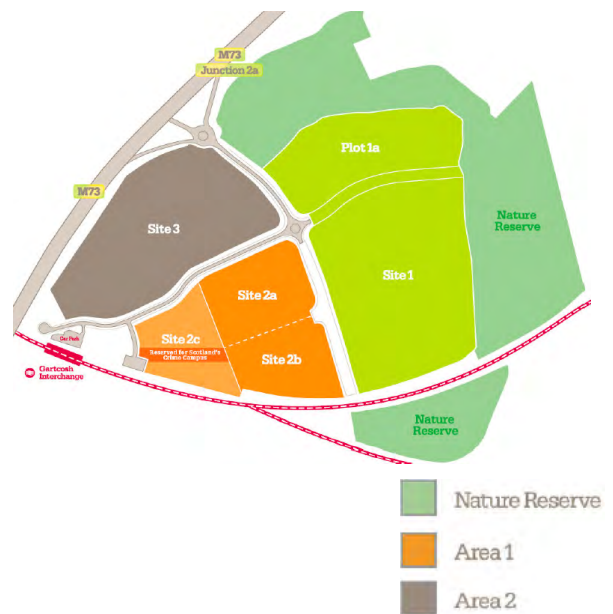 M73
Junction 2a
Plot 1a
M73
Nature
Reserve
Site 3
Site 1
Site 2a
Site 2c
Reserved for Scotland's
Crime Campus
Site 2b
Car Park
Gartcosh
Interchange
Nature
Reserve
Nature Reserve
Area 1
Area 2